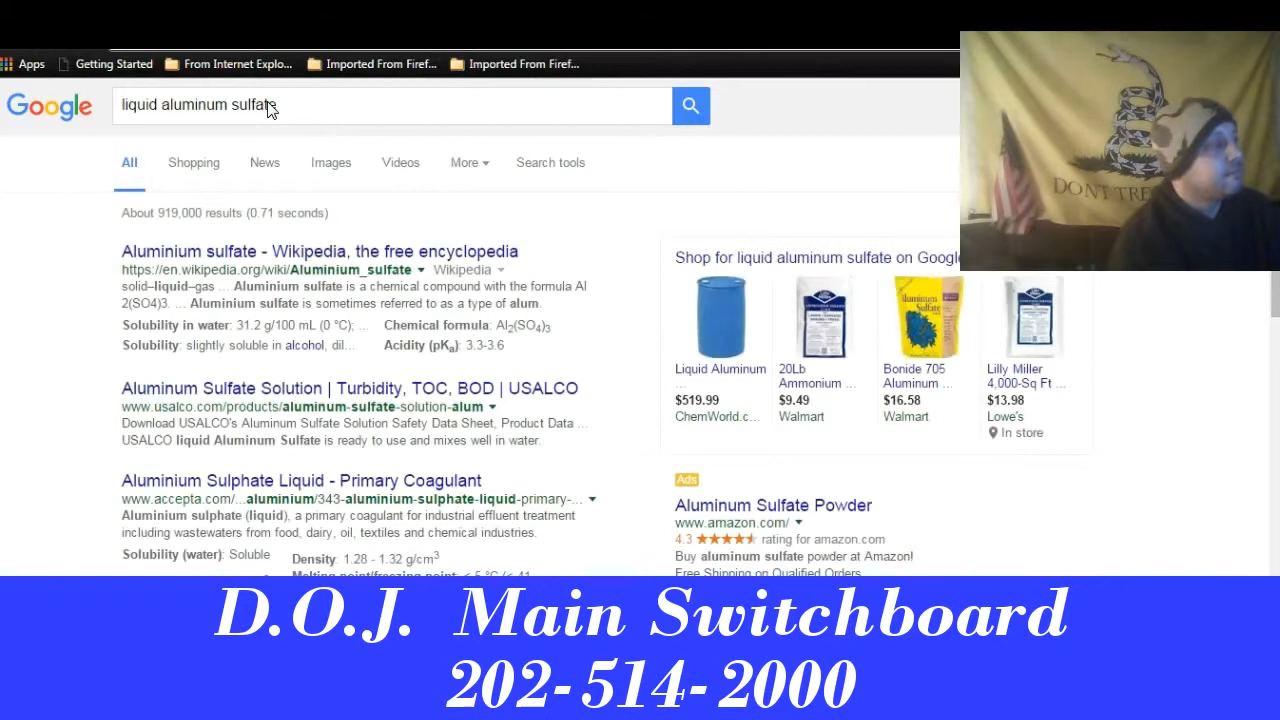 Apps Getting Started From Internet Explo... Imported From Firef... Imported From Firef...
Google liquid aluminum sulfate
All Shopping News Images Videos More Search tools
About 919,000 results (0.71 seconds)
Aluminium sulfate - Wikipedia, the free encyclopedia
https://en.wikipedia.org/wiki/Aluminium_sulfate Wikipedia
solid–liquid–gas ... Aluminium sulfate is a chemical compound with the formula Al
2(SO4)3. ... Aluminium sulfate is sometimes referred to as a type of alum.
Solubility in water: 31.2 g/100 mL (0 °C); ... Chemical formula: Al2(SO4)3
Solubility: slightly soluble in alcohol, dil... Acidity (pKa): 3.3-3.6
Aluminum Sulfate Solution | Turbidity, TOC, BOD | USALCO
www.usalco.com/products/aluminum-sulfate-solution-alum
Download USALCO's Aluminum Sulfate Solution Safety Data Sheet, Product Data ...
USALCO liquid Aluminum Sulfate is ready to use and mixes well in water.
Aluminium Sulphate Liquid - Primary Coagulant
www.accepta.com/...aluminium/343-aluminium-sulphate-liquid-primary-...
Aluminium sulphate (liquid), a primary coagulant for industrial effluent treatment
including wastewaters from food, dairy, oil, textiles and chemical industries.
Solubility (water): Soluble Density: 1.28 - 1.32 g/cm3
Shop for liquid aluminum sulfate on Google
Liquid Aluminum
...
$519.99
ChemWorld.c...
20Lb
Ammonium ...
$9.49
Walmart
Bonide 705
Aluminum ...
$16.58
Walmart
Lilly Miller
4,000-Sq Ft ...
$13.98
Lowe's
In store
Ads
Aluminum Sulfate Powder
www.amazon.com/
4.3 rating for amazon.com
Buy aluminum sulfate powder at Amazon!
Free Shipping on Qualified Orders
DON'T TRE
D.O.J. Main Switchboard
202-514-2000